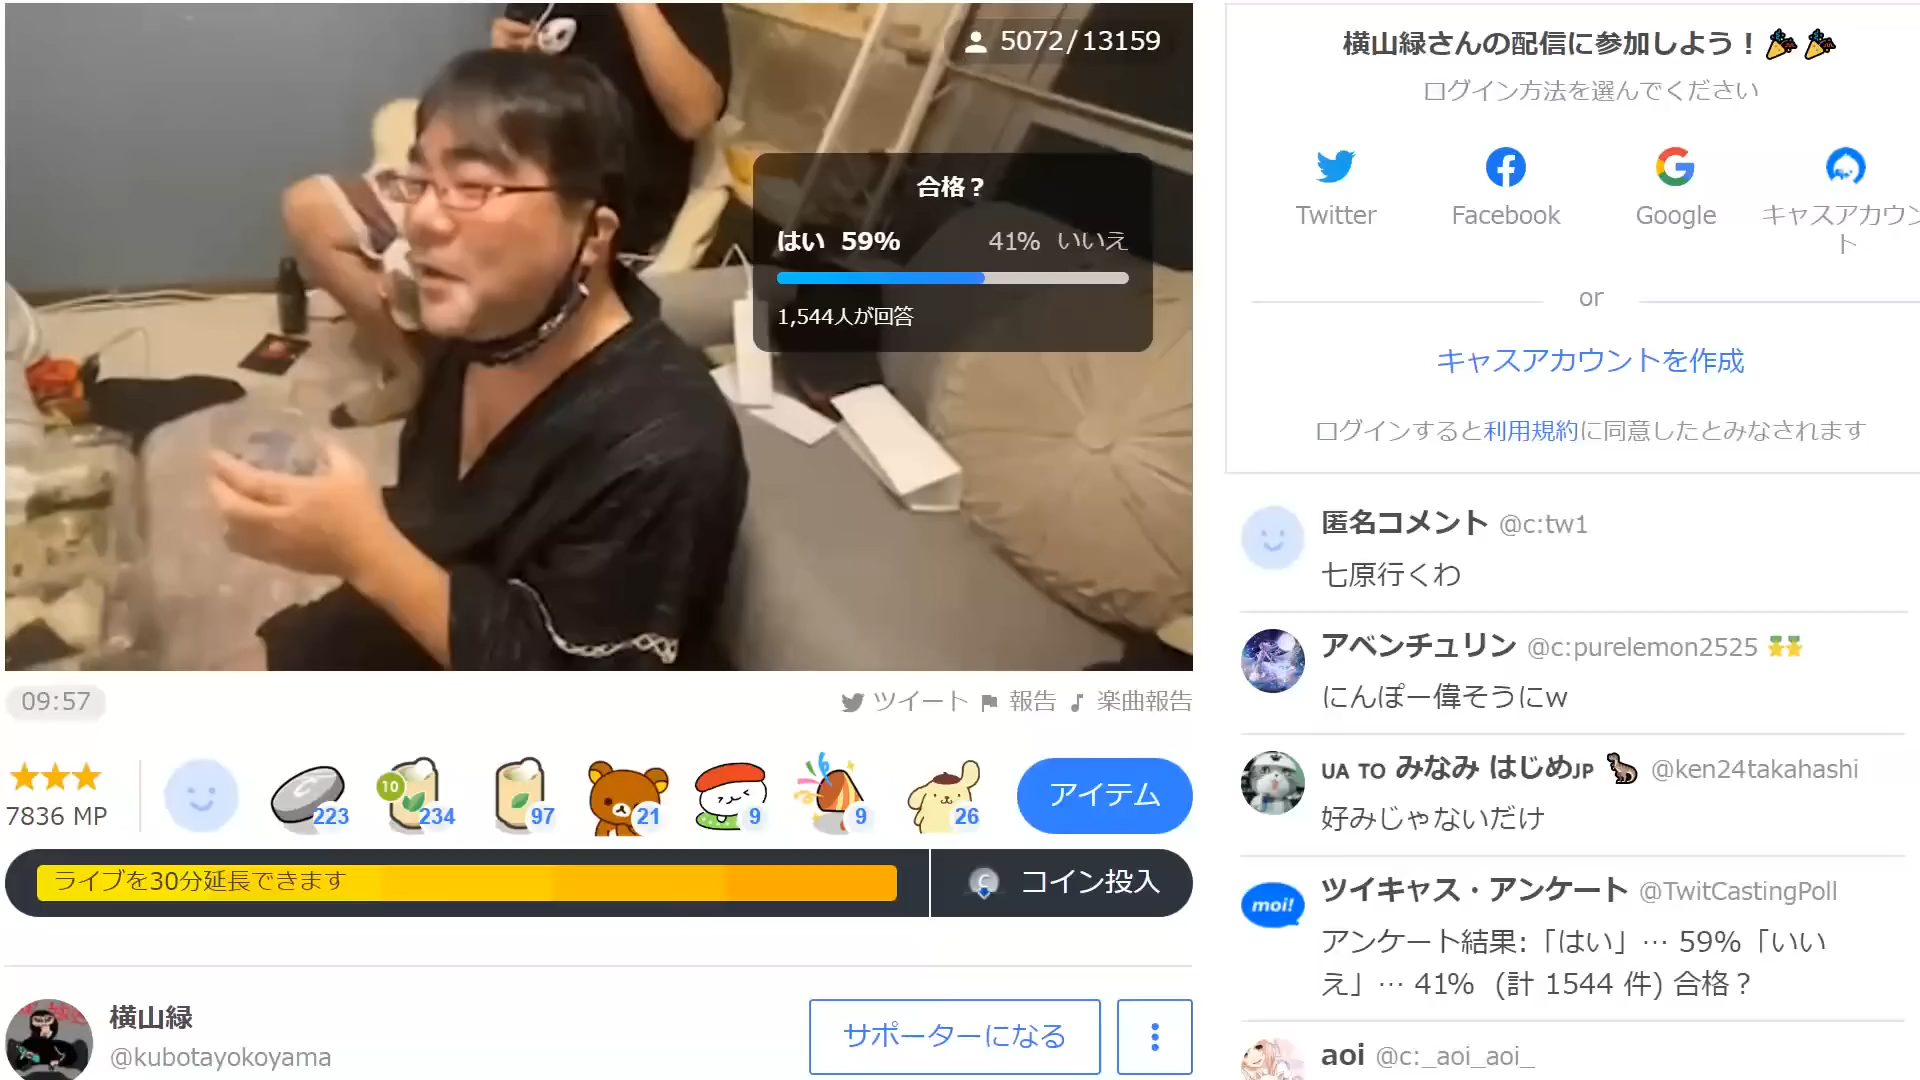 5072/13159
合格？
はい 59% 41% いいえ
1,544人が回答
09:57
ツイート 報告 楽曲報告
7836 MP
223
10
234
97
21
9
9
26
アイテム
ライブを30分延長できます
C コイン投入
横山緑
@kubotayokoyama
サポーターになる
横山緑さんの配信に参加しよう！
ログイン方法を選んでください
Twitter
Facebook
Google
キャスアカウン
ト
or
キャスアカウントを作成
ログインすると利用規約に同意したとみなされます
匿名コメント @c:tw1
七原行くわ
アベンチュリン @c:purelemon2525
にんぽー偉そうにw
UA TO みなみ はじめJP @ken24takahashi
好みじゃないだけ
moi!
ツイキャス・アンケート @TwitCastingPoll
アンケート結果:「はい」… 59%「いい
え」… 41% (計 1544 件) 合格？
aoi @c:_aoi_aoi_